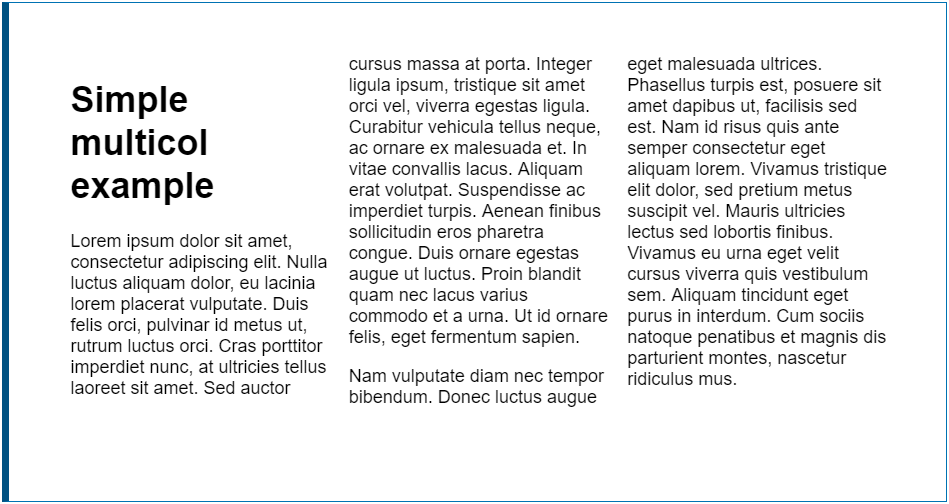 Simple
multicol
example
Lorem ipsum dolor sit amet,
consectetur adipiscing elit. Nulla
luctus aliquam dolor, eu lacinia
lorem placerat vulputate. Duis
felis orci, pulvinar id metus ut,
rutrum luctus orci. Cras porttitor
imperdiet nunc, at ultricies tellus
laoreet sit amet. Sed auctor
cursus massa at porta. Integer
ligula ipsum, tristique sit amet
orci vel, viverra egestas ligula.
Curabitur vehicula tellus neque,
ac ornare ex malesuada et. In
vitae convallis lacus. Aliquam
erat volutpat. Suspendisse ac
imperdiet turpis. Aenean finibus
sollicitudin eros pharetra
congue. Duis ornare egestas
augue ut luctus. Proin blandit
quam nec lacus varius
commodo et a urna. Ut id ornare
felis, eget fermentum sapien.
Nam vulputate diam nec tempor
bibendum. Donec luctus augue
eget malesuada ultrices.
Phasellus turpis est, posuere sit
amet dapibus ut, facilisis sed
est. Nam id risus quis ante
semper consectetur eget
aliquam lorem. Vivamus tristique
elit dolor, sed pretium metus
suscipit vel. Mauris ultricies
lectus sed lobortis finibus.
Vivamus eu urna eget velit
cursus viverra quis vestibulum
sem. Aliquam tincidunt eget
purus in interdum. Cum sociis
natoque penatibus et magnis dis
parturient montes, nascetur
ridiculus mus.